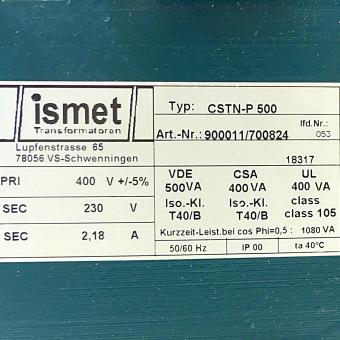 ismet
Transformatoren
Lupfenstrasse 65
78056 VS-Schwenningen
Typ: CSTN-P 500
lfd.Nr.:
Art.-Nr.: 900011/700824 053
18317
PRI 400 V +/-5%
SEC 230 V
SEC 2,18 A
VDE CSA UL
500VA 400 VA 400 VA
Iso.-Kl. Iso.-Kl. class
T40/B T40/B class 105
Kurzzeit-Leist.bei cos Phi=0,5 : 1080 VA
50/60 Hz IP 00 ta 40°C